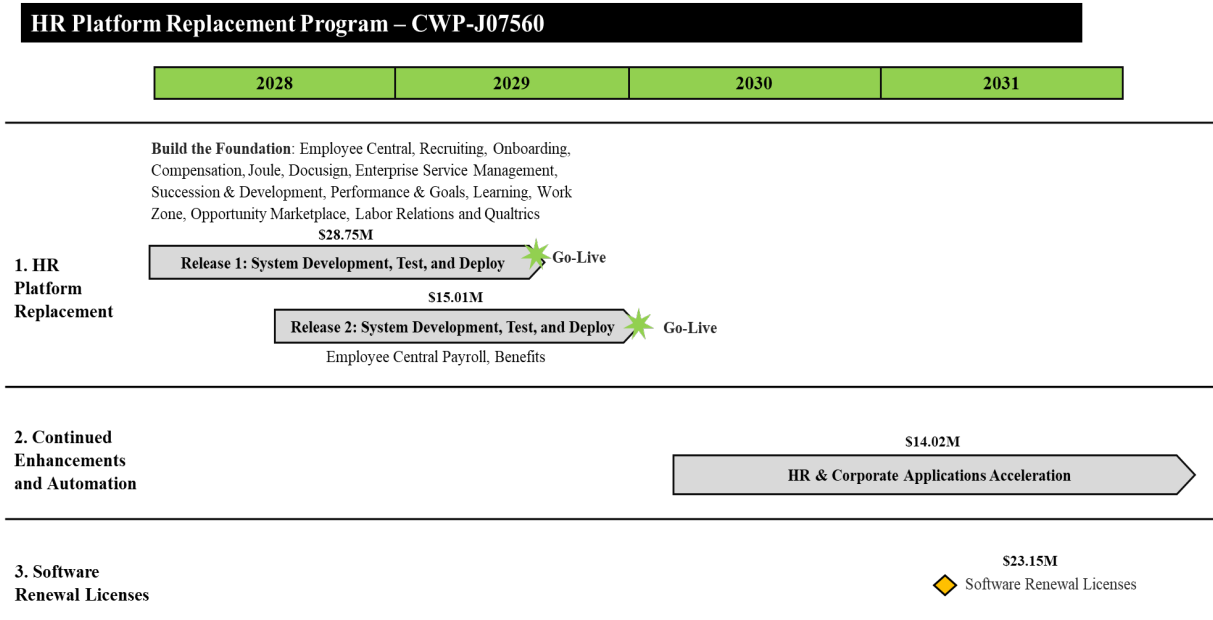 HR Platform Replacement Program – CWP-J07560
2028
2029
2030
2031
Build the Foundation: Employee Central, Recruiting, Onboarding,
Compensation, Joule, Docusign, Enterprise Service Management,
Succession & Development, Performance & Goals, Learning, Work
Zone, Opportunity Marketplace, Labor Relations and Qualtrics
$28.75M
1. HR
Platform
Replacement
Release 1: System Development, Test, and Deploy
Go-Live
$15.01M
Release 2: System Development, Test, and Deploy
Go-Live
Employee Central Payroll, Benefits
2. Continued
Enhancements
and Automation
$14.02M
HR & Corporate Applications Acceleration
3. Software
Renewal Licenses
$23.15M
Software Renewal Licenses